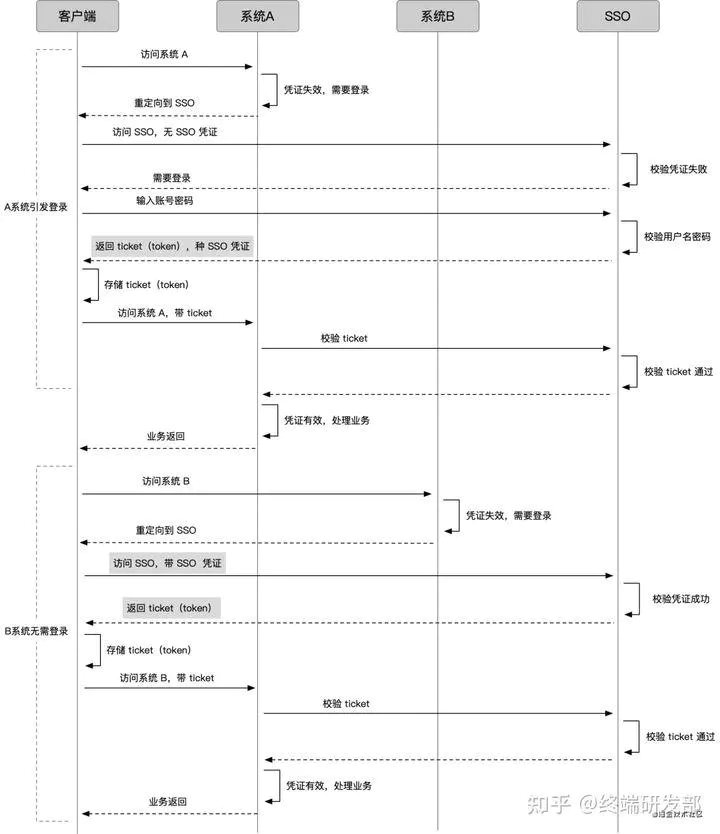 客户端
系统A
系统B
SSO
访问系统 A
凭证失效，需要登录
重定向到 SSO
访问 SSO，无 SSO 凭证
校验凭证失败
需要登录
A系统引发登录
输入账号密码
校验用户名密码
返回 ticket（token），种 SSO 凭证
存储 ticket（token）
访问系统 A，带 ticket
校验 ticket
校验 ticket 通过
凭证有效，处理业务
业务返回
访问系统 B
凭证失效，需要登录
重定向到 SSO
访问 SSO，带 SSO 凭证
校验凭证成功
返回 ticket（token）
B系统无需登录
存储 ticket（token）
访问系统 B，带 ticket
校验 ticket
校验 ticket 通过
凭证有效，处理业务
业务返回
知乎 @终端研发部
@掘金技术社区